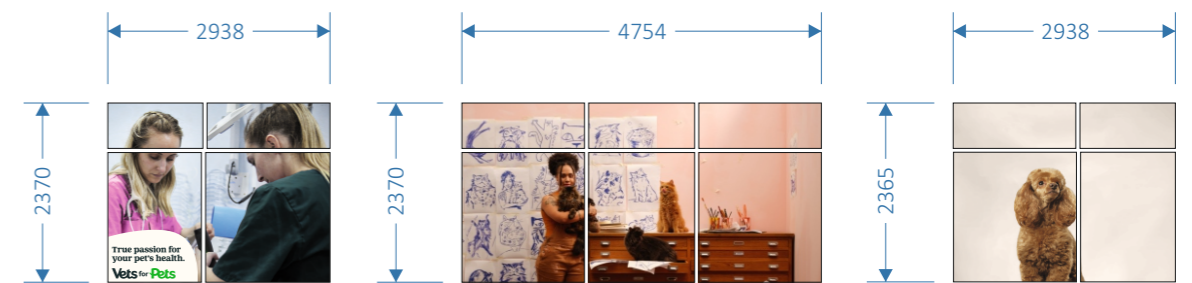 2938
4754
2938
2370
2370
2365
True passion for
your pet's health.
Vets for Pets